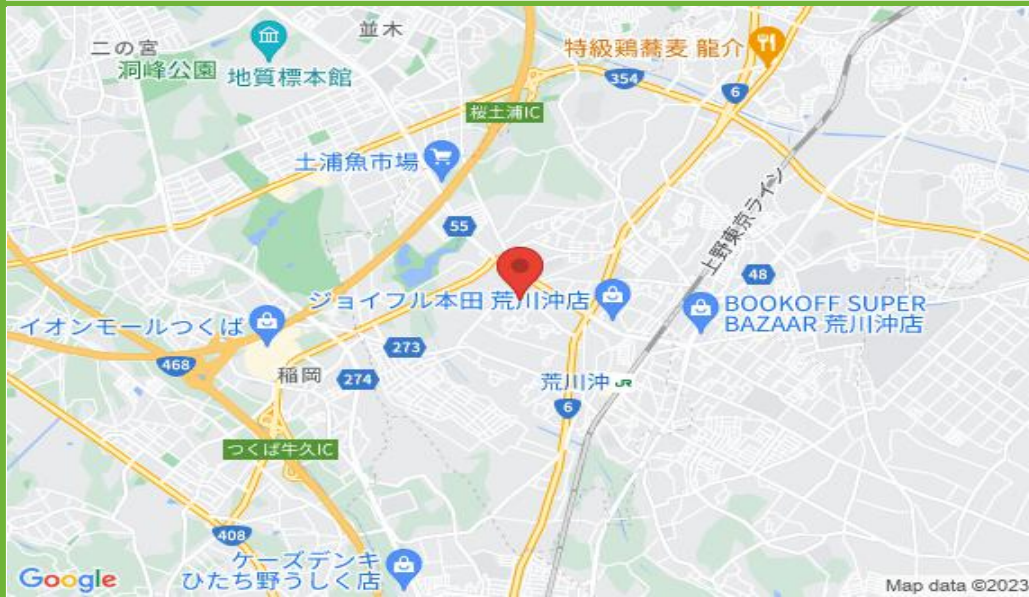 並木
二の宮
洞峰公園
地質標本館
特級鶏蕎麦 龍介
354
6
桜土浦IC
土浦魚市場
55
上野東京ライン
48
ジョイフル本田 荒川沖店
BOOKOFF SUPER
BAZAAR 荒川沖店
イオンモールつくば
468
稲岡
273
274
荒川沖 JR
6
つくば牛久IC
408
ケーズデンキ
ひたち野うしく店
Google
Map data ©2023